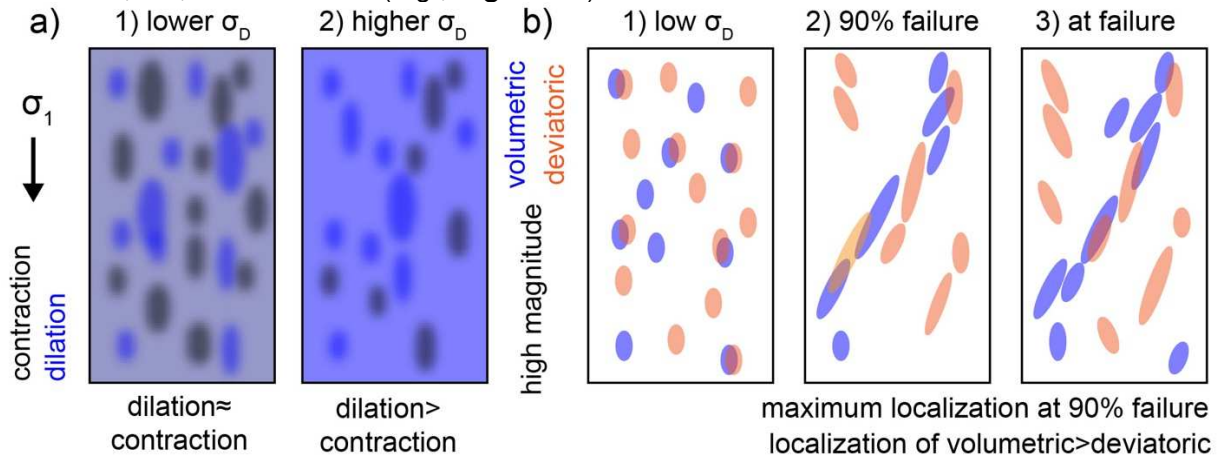 a) 1) lower σD 2) higher σD b) 1) low σD 2) 90% failure 3) at failure
σ1
contraction
dilation
high magnitude
volumetric
deviatoric
dilation≈
contraction
dilation>
contraction
maximum localization at 90% failure
localization of volumetric>deviatoric